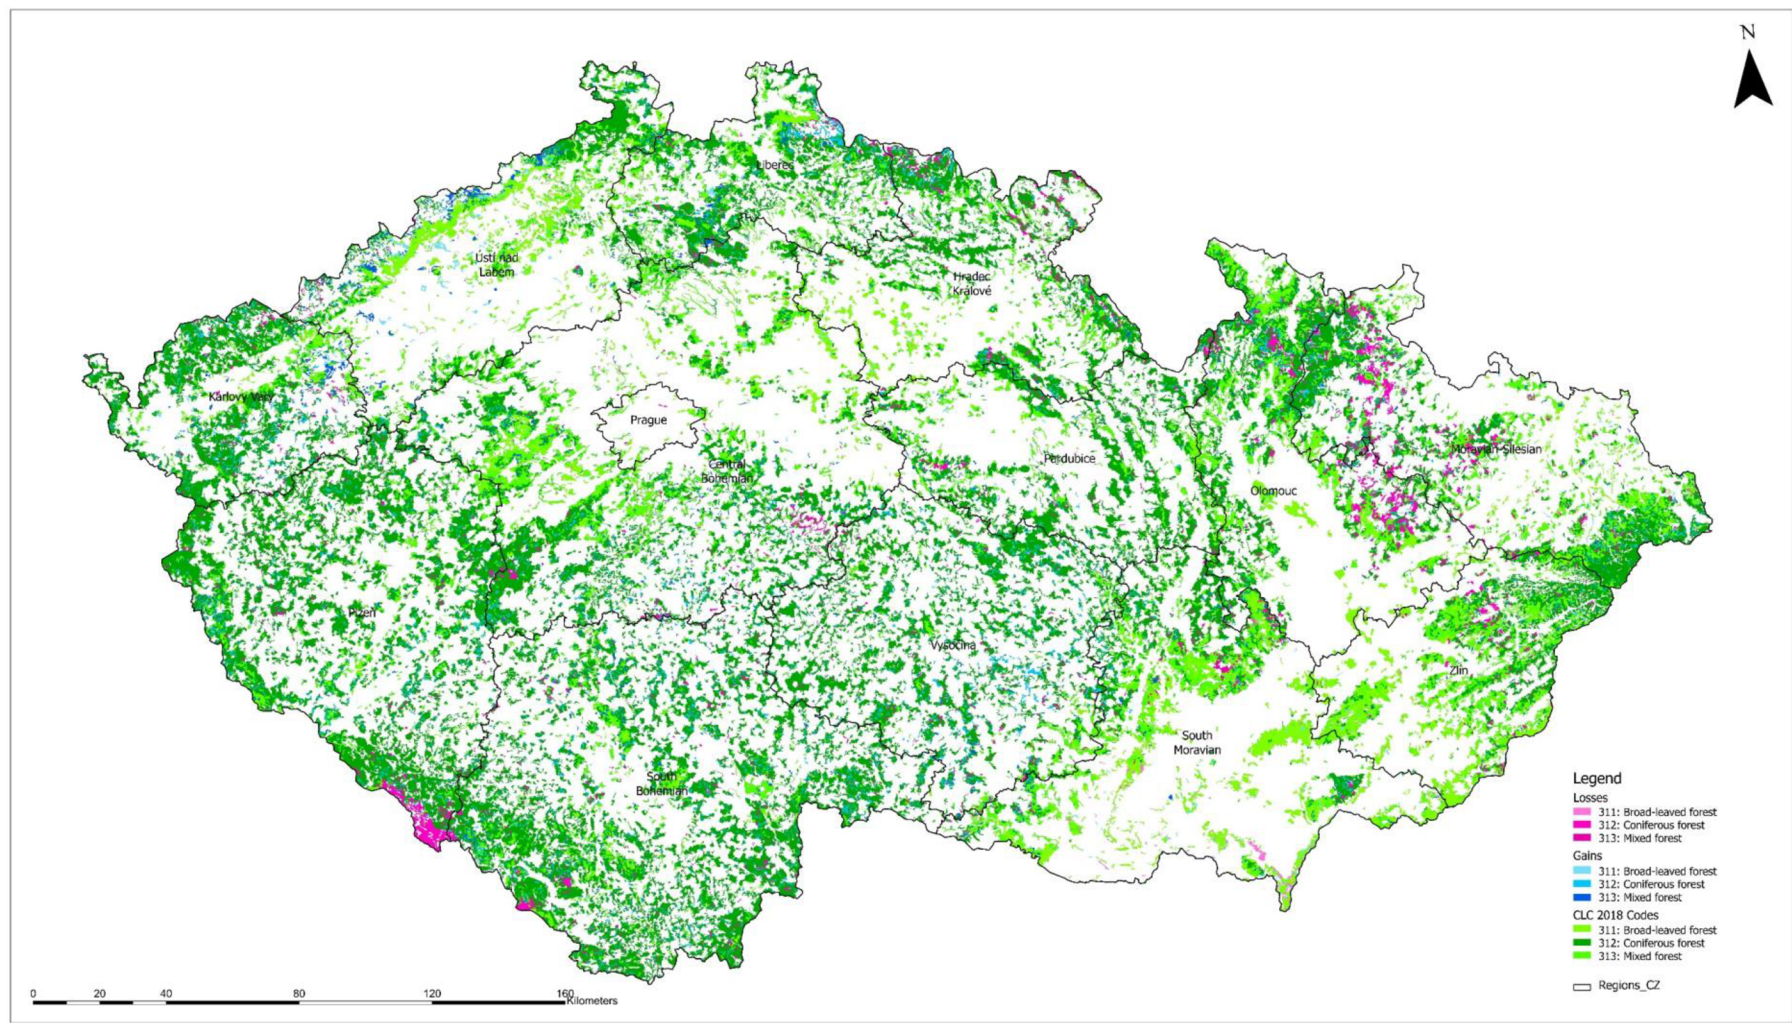 N
Liberec
Ústí nad
Labem
Hradec
Králové
Karlovy Vary
Prague
Central
Bohemian
Pardubice
Moravian-Silesian
Olomouc
Plzeň
Vysočina
Zlín
South
Moravian
South
Bohemian
Legend
Losses
311: Broad-leaved forest
312: Coniferous forest
313: Mixed forest
Gains
311: Broad-leaved forest
312: Coniferous forest
313: Mixed forest
CLC 2018 Codes
311: Broad-leaved forest
312: Coniferous forest
313: Mixed forest
Regions_CZ
0 20 40 80 120 160
Kilometers